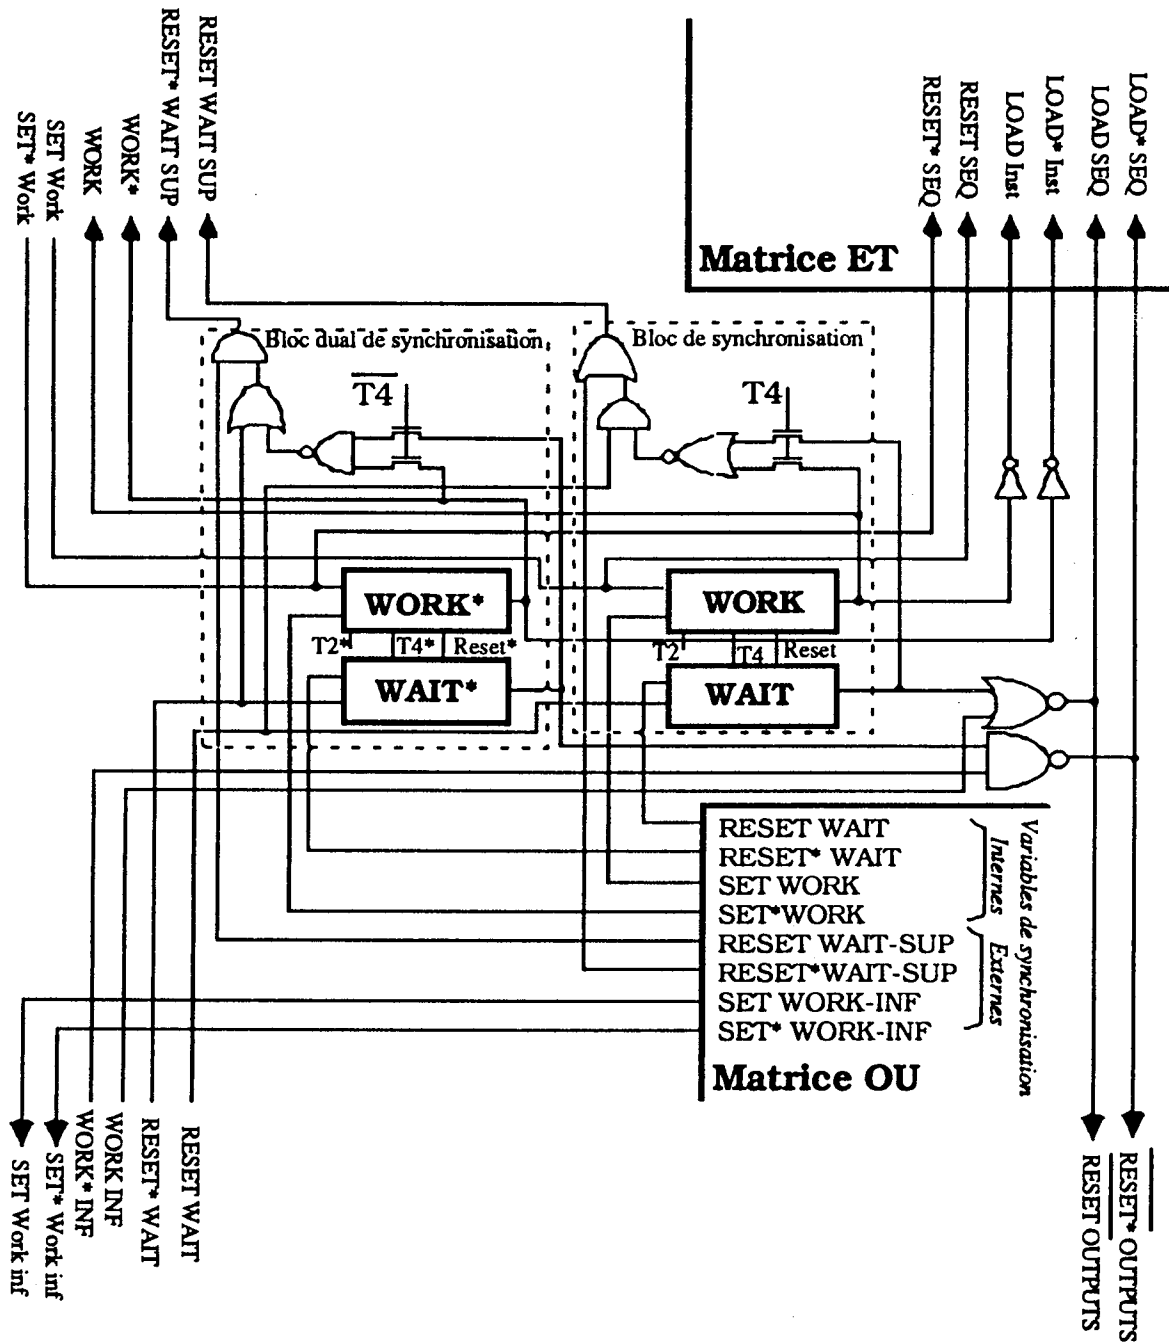 SET* Work
SET Work
WORK
WORK*
RESET* WAIT SUP
RESET WAIT SUP
RESET* SEQ
RESET SEQ
LOAD Inst
LOAD* Inst
LOAD SEQ
LOAD* SEQ
Matrice ET
Bloc dual de synchronisation
Bloc de synchronisation
T4
T4
WORK*
WORK
T2*
T4*
Reset*
T2
T4
Reset
WAIT*
WAIT
RESET WAIT
RESET* WAIT
SET WORK
SET*WORK
RESET WAIT-SUP
RESET*WAIT-SUP
SET WORK-INF
SET* WORK-INF
Internes
Externes
Variables de synchronisation
Matrice OU
SET Work inf
SET* Work inf
WORK* INF
WORK INF
RESET* WAIT
RESET WAIT
RESET OUTPUTS
RESET* OUTPUTS